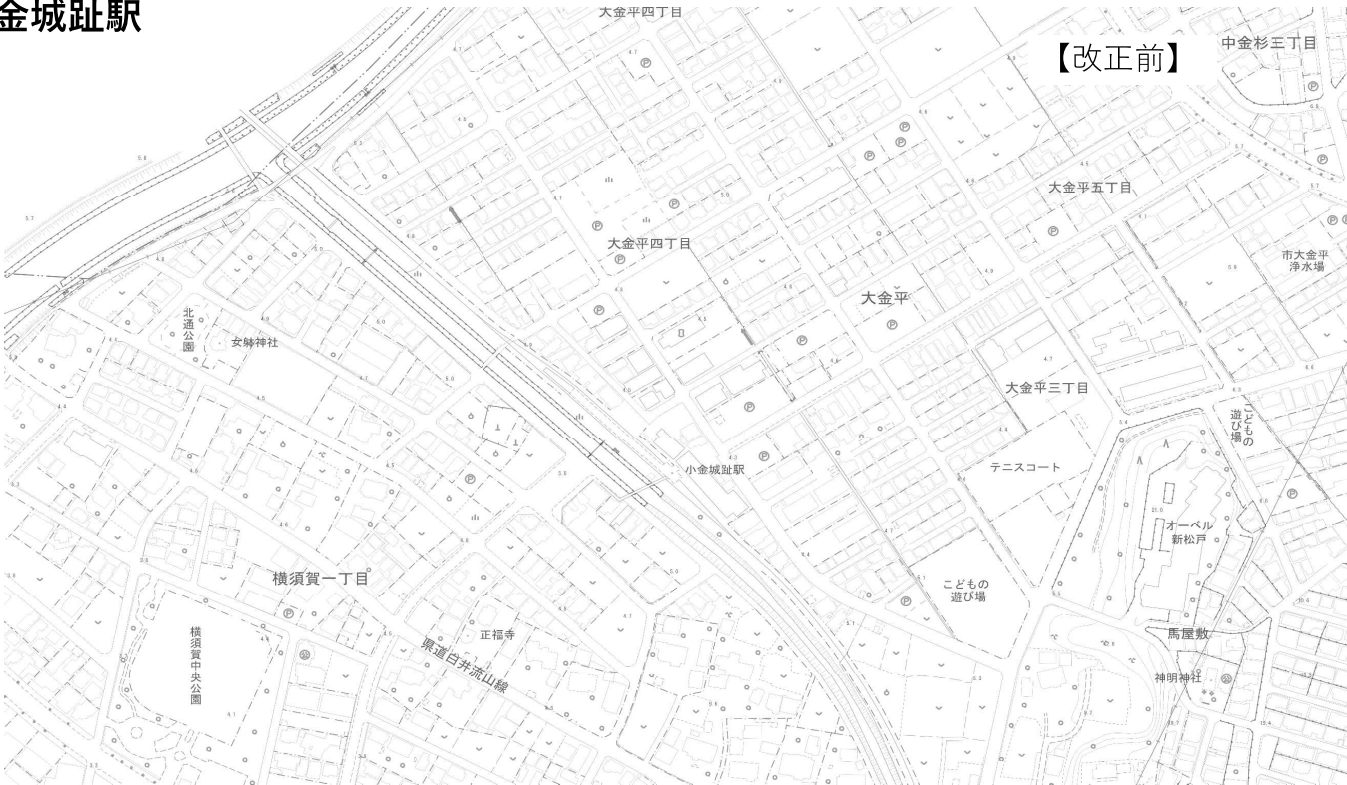 金城趾駅
【改正前】
大金平四丁目
中金杉三丁目
大金平五丁目
大金平四丁目
市大金平
浄水場
大金平
北通公園
女躰神社
大金平三丁目
こどもの
遊び場
小金城趾駅
テニスコート
オーベル
新松戸
横須賀一丁目
こどもの
遊び場
横須賀中央公園
正福寺
県道白井流山線
馬屋敷
神明神社